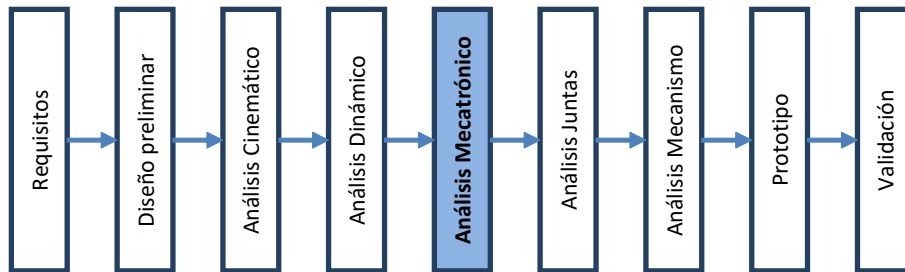 Requisitos
Diseño preliminar
Análisis Cinemático
Análisis Dinámico
Análisis Mecatrónico
Análisis Juntas
Análisis Mecanismo
Prototipo
Validación